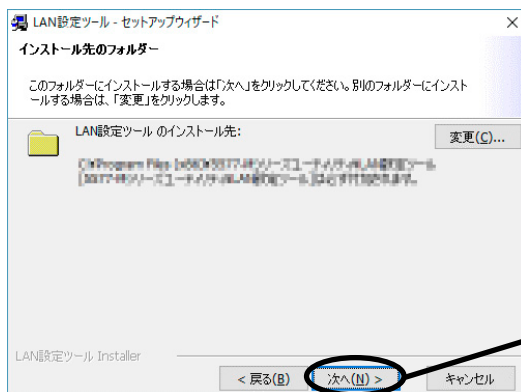 LAN設定ツール - セットアップウィザード
インストール先のフォルダー
このフォルダーにインストールする場合は「次へ」をクリックしてください。別のフォルダーにインスト
ールする場合は、「変更」をクリックします。
LAN設定ツール のインストール先:
変更(C)...
LAN設定ツール Installer
< 戻る(B)
次へ(N) >
キャンセル